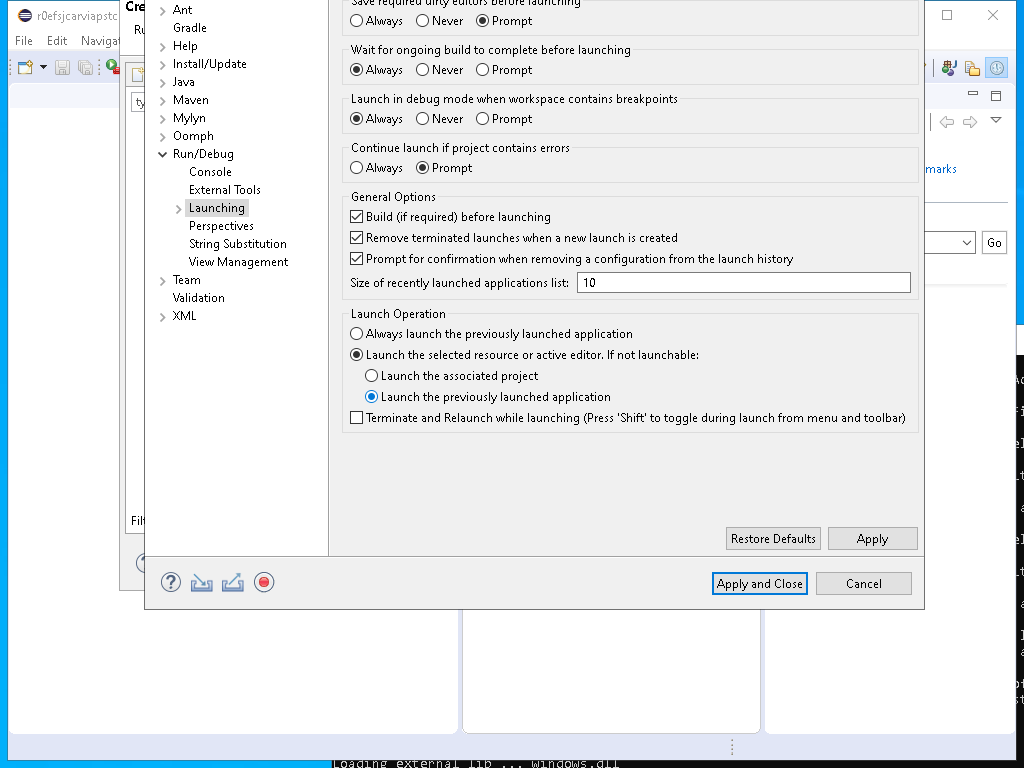 Cre
r0efsjcarviapstc
File Edit Navigat
Ru
ty
Filt
Ant
Gradle
Help
Install/Update
Java
Maven
Mylyn
Oomph
Run/Debug
Console
External Tools
Launching
Perspectives
String Substitution
View Management
Team
Validation
XML
Save required dirty editors before launching
Always Never Prompt
Wait for ongoing build to complete before launching
Always Never Prompt
Launch in debug mode when workspace contains breakpoints
Always Never Prompt
Continue launch if project contains errors
Always Prompt
General Options
Build (if required) before launching
Remove terminated launches when a new launch is created
Prompt for confirmation when removing a configuration from the launch history
Size of recently launched applications list: 10
Launch Operation
Always launch the previously launched application
Launch the selected resource or active editor. If not launchable:
Launch the associated project
Launch the previously launched application
Terminate and Relaunch while launching (Press 'Shift' to toggle during launch from menu and toolbar)
Restore Defaults Apply
Apply and Close Cancel
marks
Go
Loading external lib ... Windows.dll